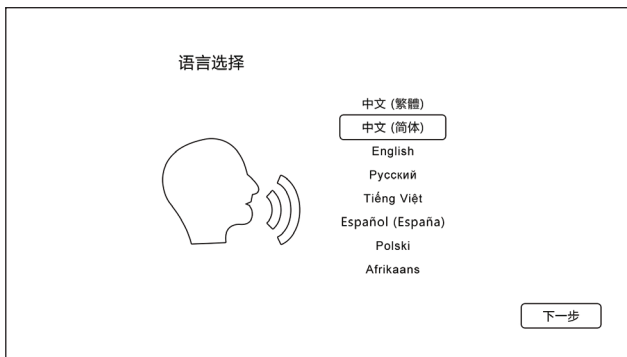 语言选择
中文 (繁體)
中文 (简体)
English
Русский
Tiếng Việt
Español (España)
Polski
Afrikaans
下一步